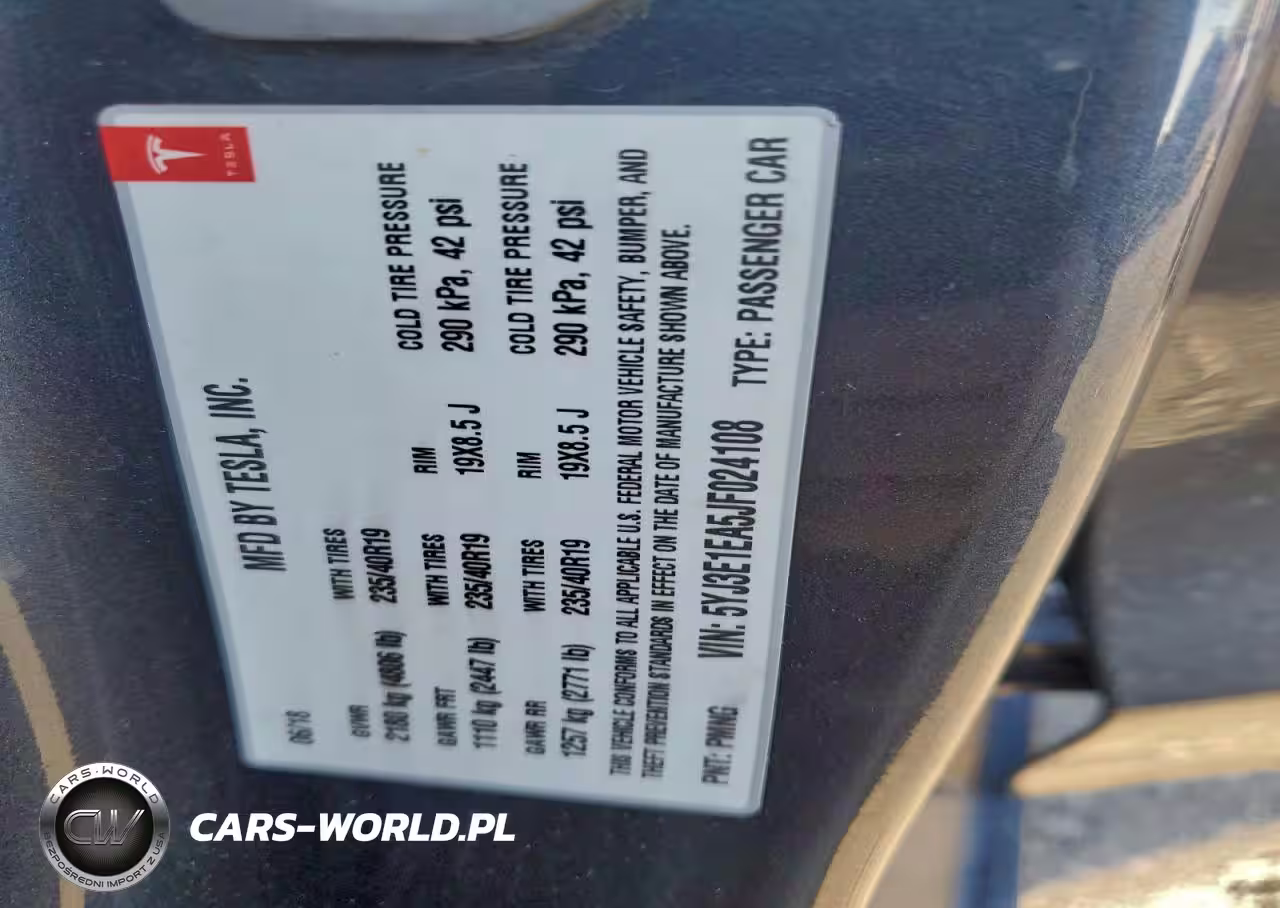 TESLA
MFD BY TESLA, INC.
06/18
GVWR WITH TIRES COLD TIRE PRESSURE
2180 kg (4806 lb) 235/40R19
GAWR FRT WITH TIRES RIM
1110 kg (2447 lb) 235/40R19 19X8.5 J 290 kPa, 42 psi
GAWR RR WITH TIRES RIM COLD TIRE PRESSURE
1257 kg (2771 lb) 235/40R19 19X8.5 J 290 kPa, 42 psi
THIS VEHICLE CONFORMS TO ALL APPLICABLE U.S. FEDERAL MOTOR VEHICLE SAFETY, BUMPER, AND
THEFT PREVENTION STANDARDS IN EFFECT ON THE DATE OF MANUFACTURE SHOWN ABOVE.
PNT: PMNG VIN: 5YJ3E1EA5JF024108 TYPE: PASSENGER CAR
CARS-WORLD
CW
BEZPOŚREDNI IMPORT Z USA
CARS-WORLD.PL